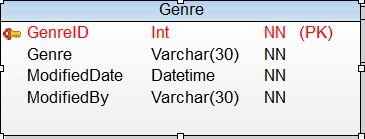 Genre
GenreID Int NN (PK)
Genre Varchar(30) NN
ModifiedDate Datetime NN
ModifiedBy Varchar(30) NN